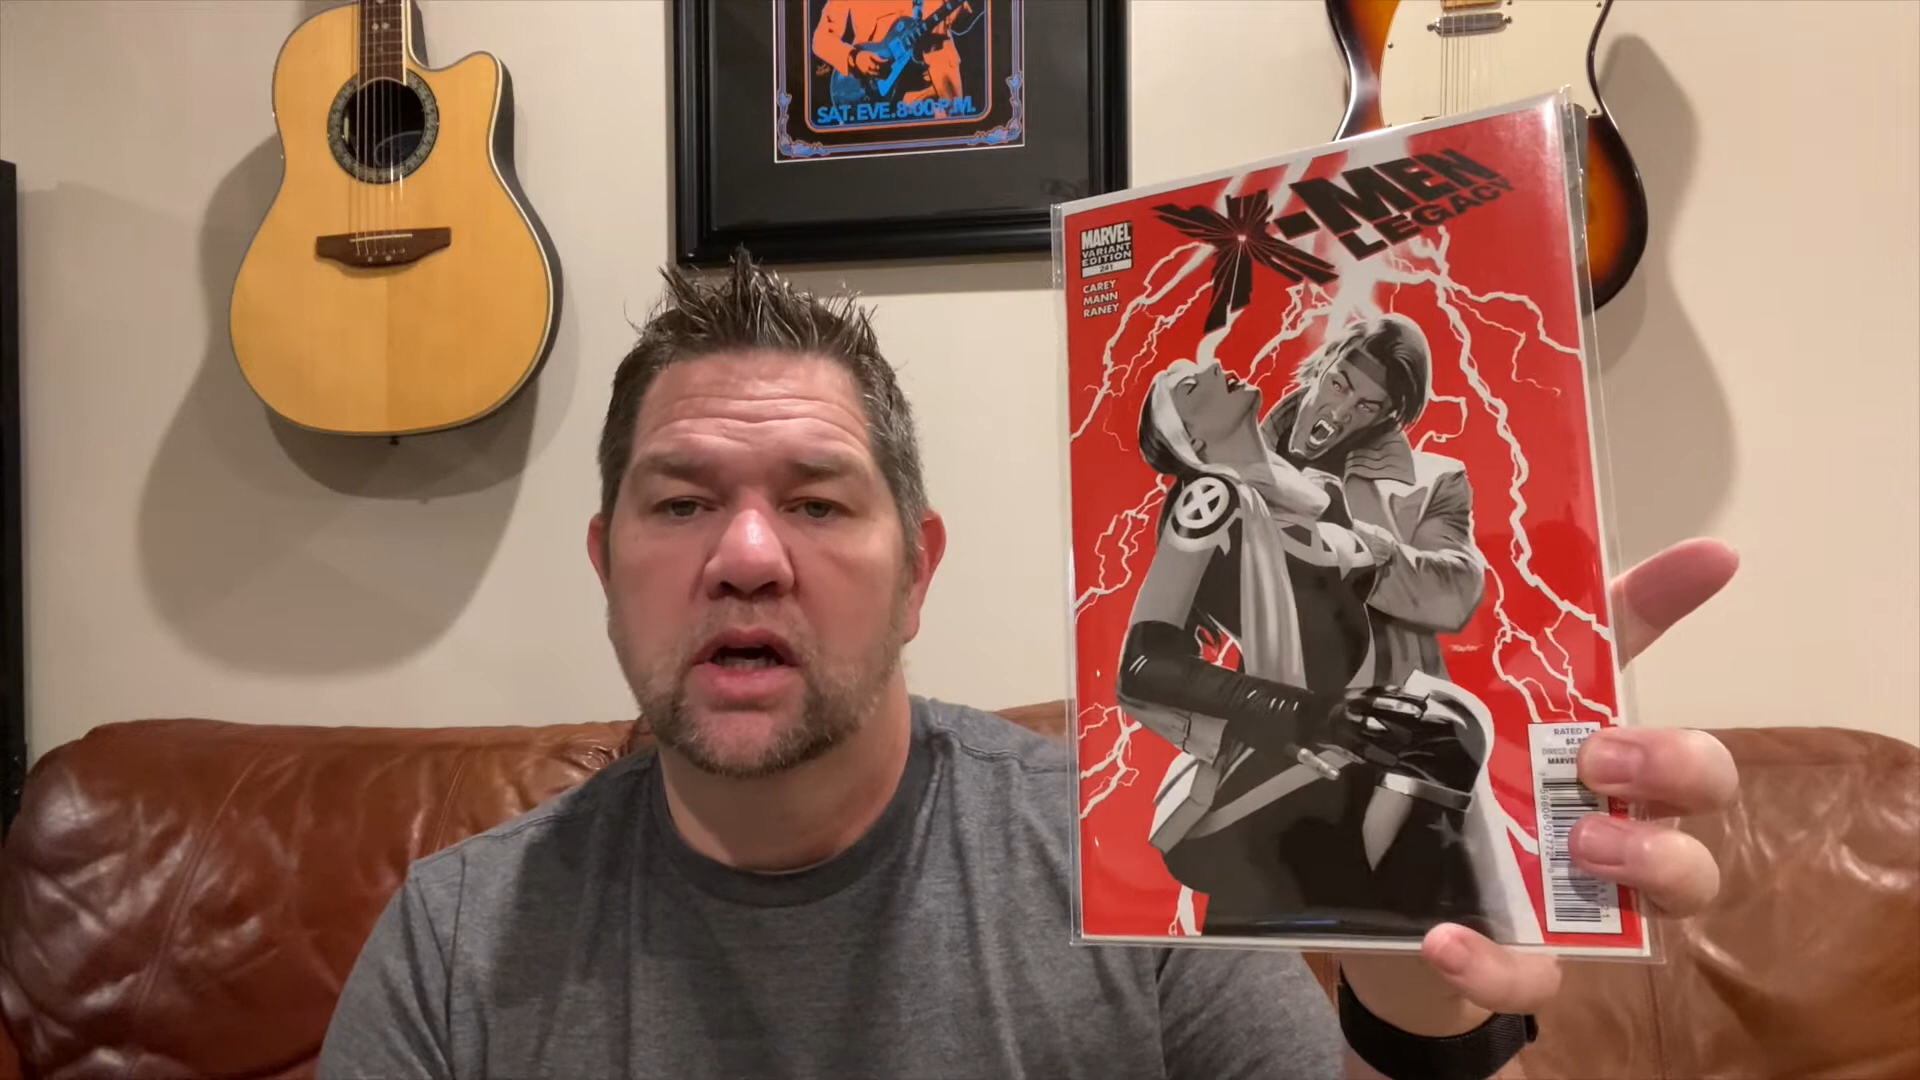 SAT. EVE. 8:00 P.M.
X-MEN
LEGACY
MARVEL
VARIANT
EDITION
241
CAREY
MANN
RANEY
RATED T+
MARVEL